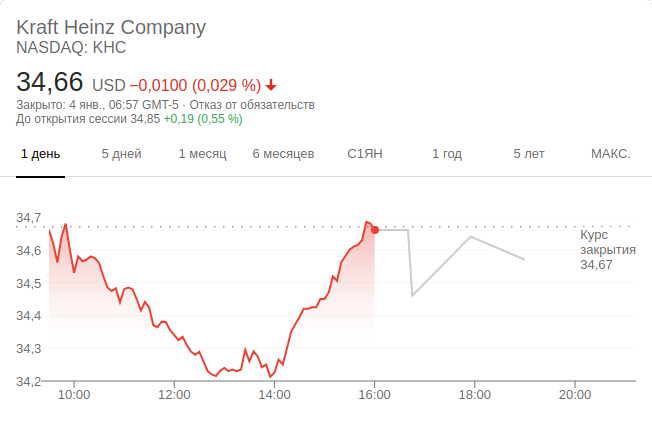 Kraft Heinz Company
NASDAQ: KHC
34,66 USD −0,0100 (0,029 %)
Закрыто: 4 янв., 06:57 GMT-5 · Отказ от обязательств
До открытия сессии 34,85 +0,19 (0,55 %)
1 день 5 дней 1 месяц 6 месяцев С1ЯН 1 год 5 лет МАКС.
34,7
34,6
34,5
34,4
34,3
34,2
Курс
закрытия
34,67
10:00 12:00 14:00 16:00 18:00 20:00